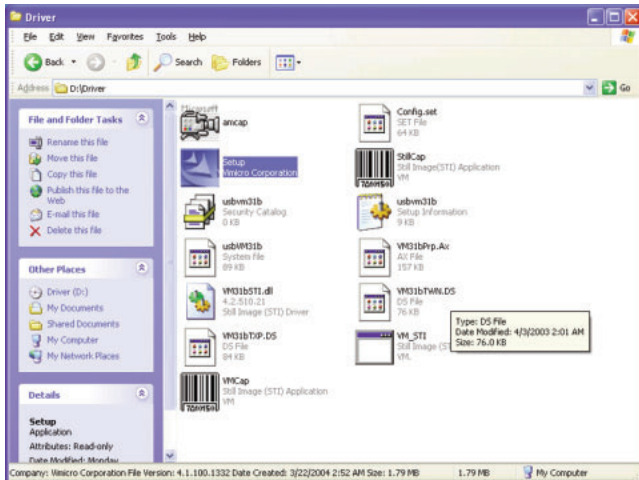 Driver
File Edit View Favorites Tools Help
Back Search Folders
Address D:\Driver Go
File and Folder Tasks
Rename this file
Move this file
Copy this file
Publish this file to the
Web
E-mail this file
Delete this file
Other Places
Driver (D:)
My Documents
Shared Documents
My Computer
My Network Places
Details
Setup
Application
Attributes: Read-only
Date Modified: Monday
Microsoft
amcap
Config.set
SET File
64 KB
Setup
Vimicro Corporation
StillCap
Still Image(STI) Application
VM
usbvm31b
Security Catalog
0 KB
usbvm31b
Setup Information
9 KB
usbVM31b
System file
89 KB
VM31bPrp.Ax
AX File
157 KB
VM31bSTI.dll
4.2.510.21
Still Image (STI) Driver
VM31bTWN.DS
DS File
76 KB
Type: DS File
Date Modified: 4/3/2003 2:01 AM
Size: 76.0 KB
VM31bTXP.DS
DS File
84 KB
VM_STI
Still Image (S
VM.
VMCap
Still Image (STI) Application
VM
Company: Vimicro Corporation File Version: 4.1.100.1332 Date Created: 3/22/2004 2:52 AM Size: 1.79 MB 1.79 MB My Computer